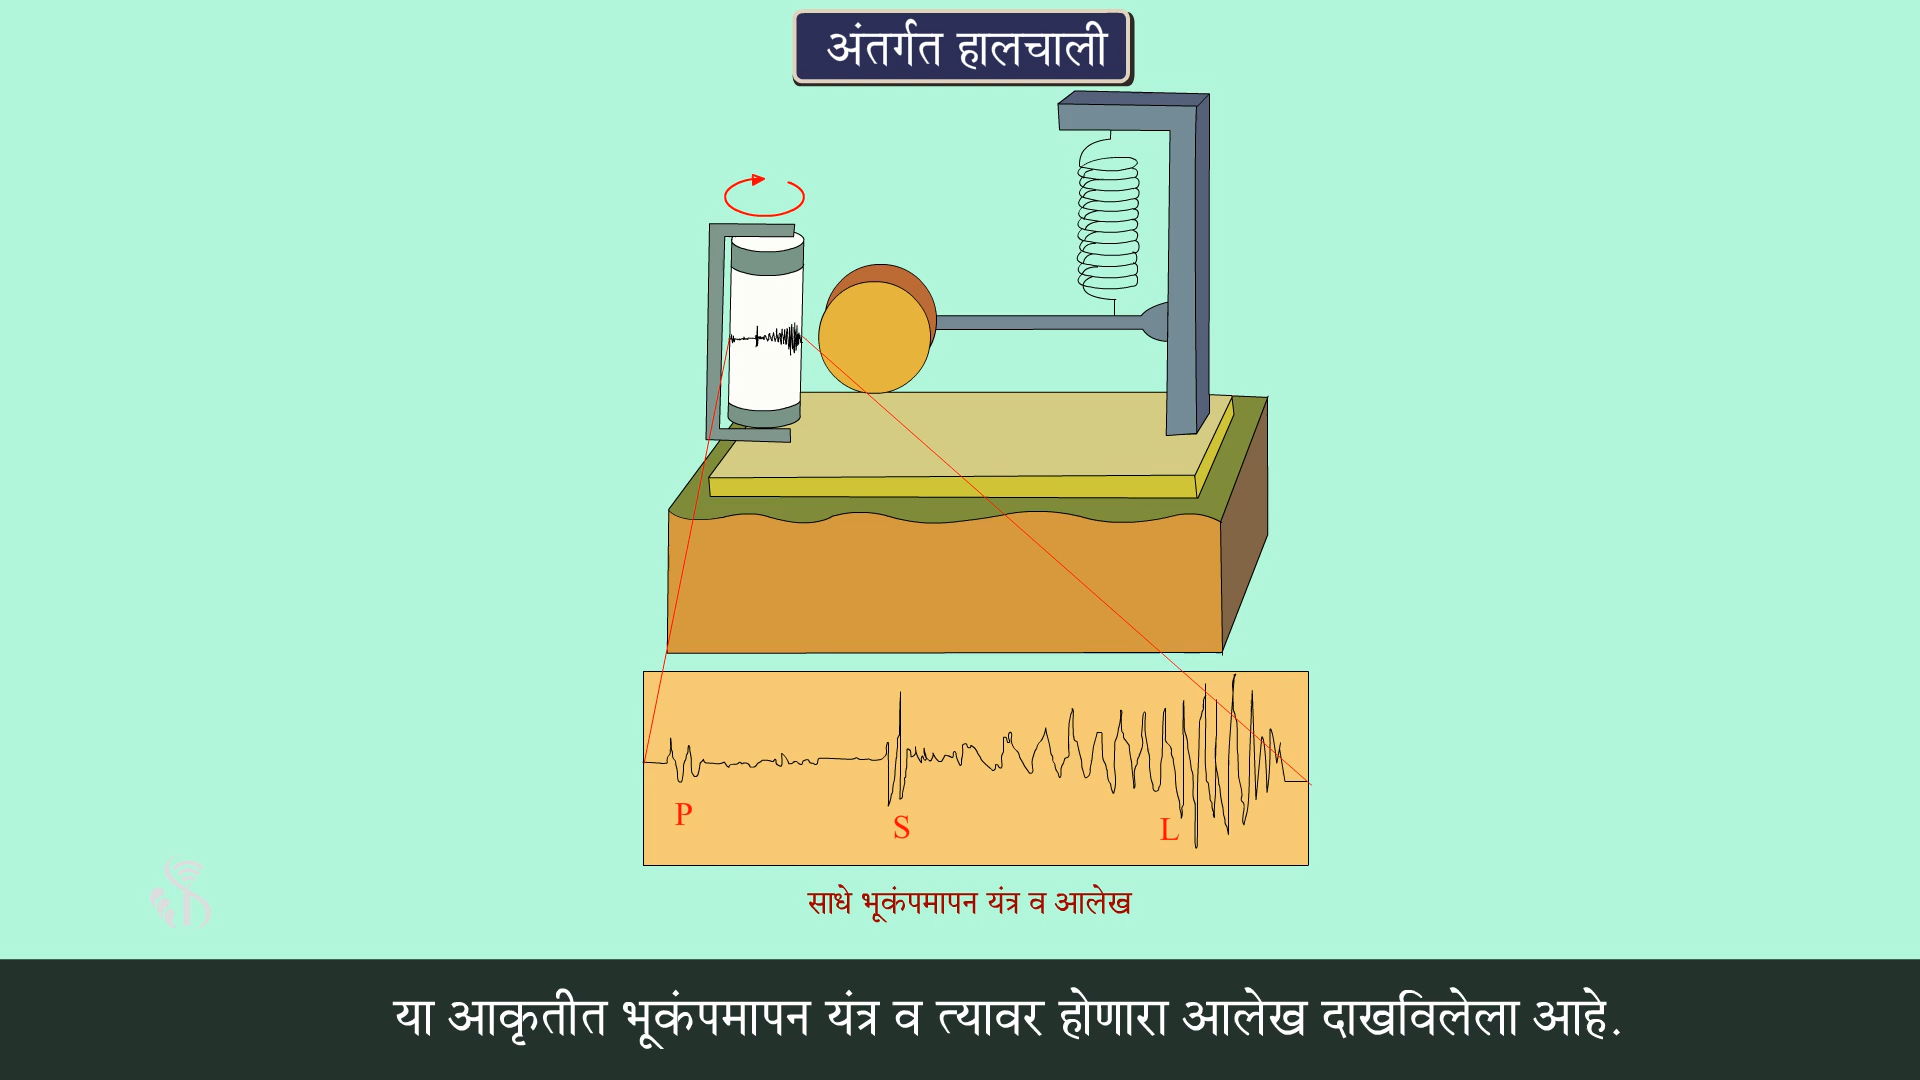 अंतर्गत हालचाली
P
S
L
साधे भूकंपमापन यंत्र व आलेख
या आकृतीत भूकंपमापन यंत्र व त्यावर होणारा आलेख दाखविलेला आहे.